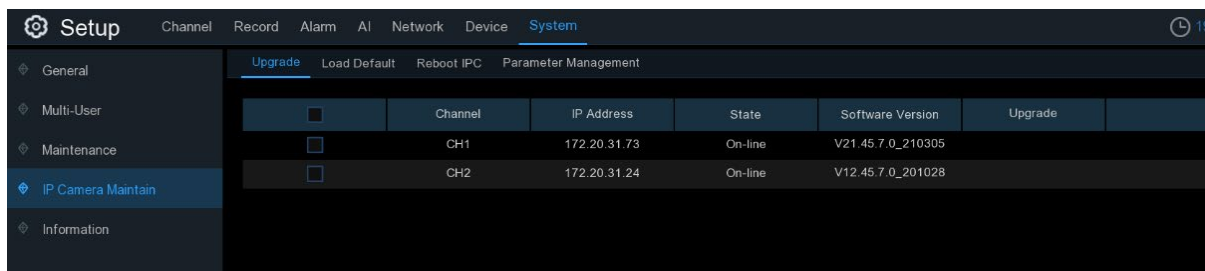 Setup Channel Record Alarm AI Network Device System
General
Multi-User
Maintenance
IP Camera Maintain
Information
Upgrade Load Default Reboot IPC Parameter Management
Channel IP Address State Software Version Upgrade
CH1 172.20.31.73 On-line V21.45.7.0_210305
CH2 172.20.31.24 On-line V12.45.7.0_201028